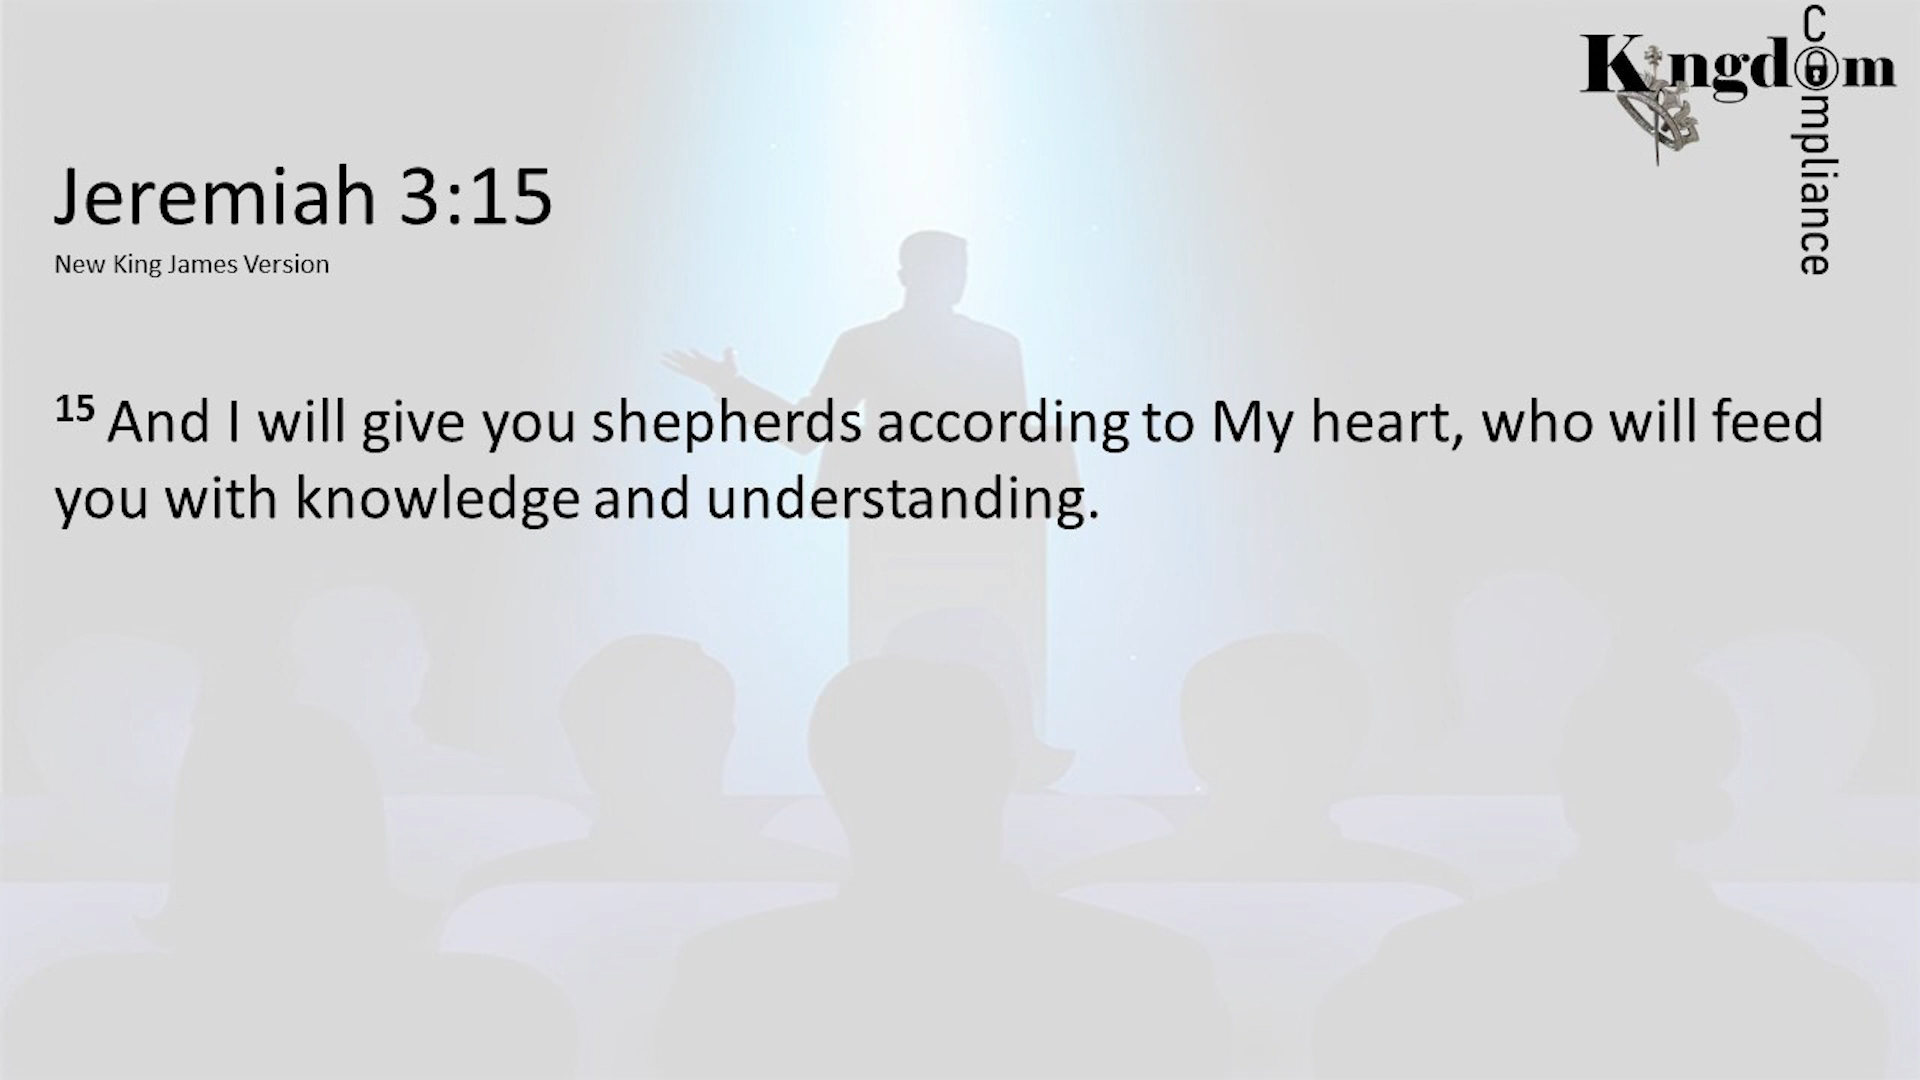 Kingdom
Compliance
Jeremiah 3:15
New King James Version
15 And I will give you shepherds according to My heart, who will feed
you with knowledge and understanding.